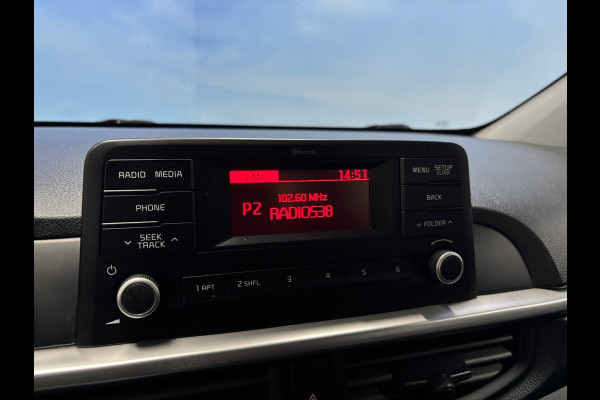 Bluetooth
RADIO MEDIA
PHONE
SEEK
TRACK
14:51
102.60 MHz
P2 RADIO538
MENU SETUP
CLOCK
BACK
FOLDER
1 RPT 2 SHFL 3 4 5 6